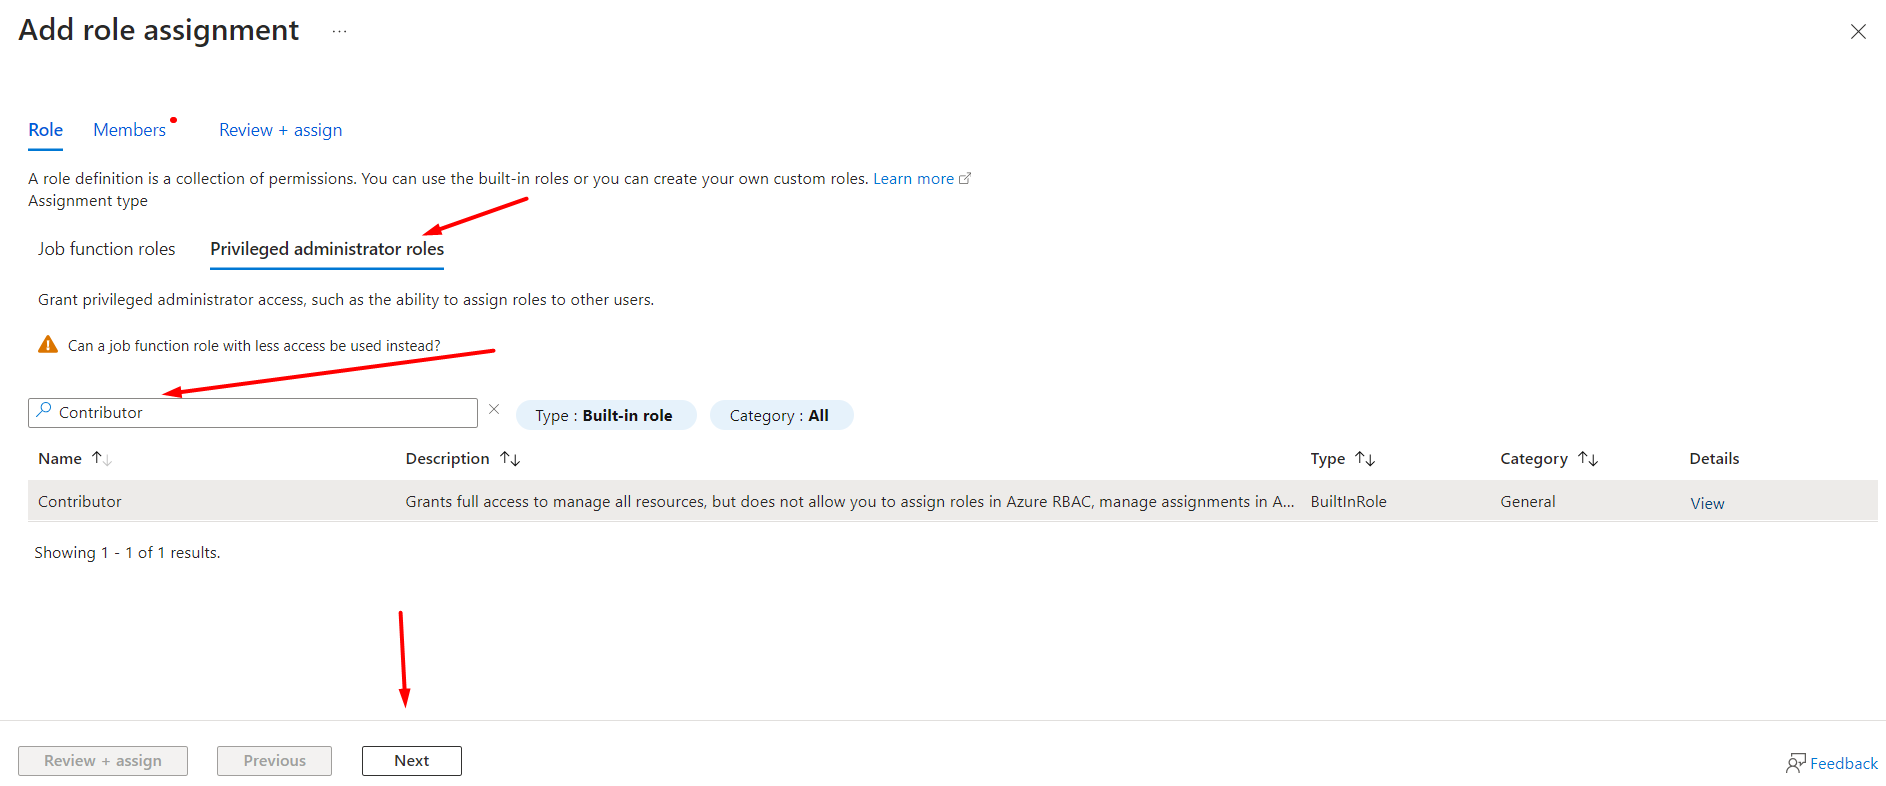 Add role assignment ...
Role Members Review + assign
A role definition is a collection of permissions. You can use the built-in roles or you can create your own custom roles. Learn more
Assignment type
Job function roles Privileged administrator roles
Grant privileged administrator access, such as the ability to assign roles to other users.
Can a job function role with less access be used instead?
Contributor Type : Built-in role Category : All
Name Description Type Category Details
Contributor Grants full access to manage all resources, but does not allow you to assign roles in Azure RBAC, manage assignments in A... BuiltInRole General View
Showing 1 - 1 of 1 results.
Review + assign Previous Next Feedback